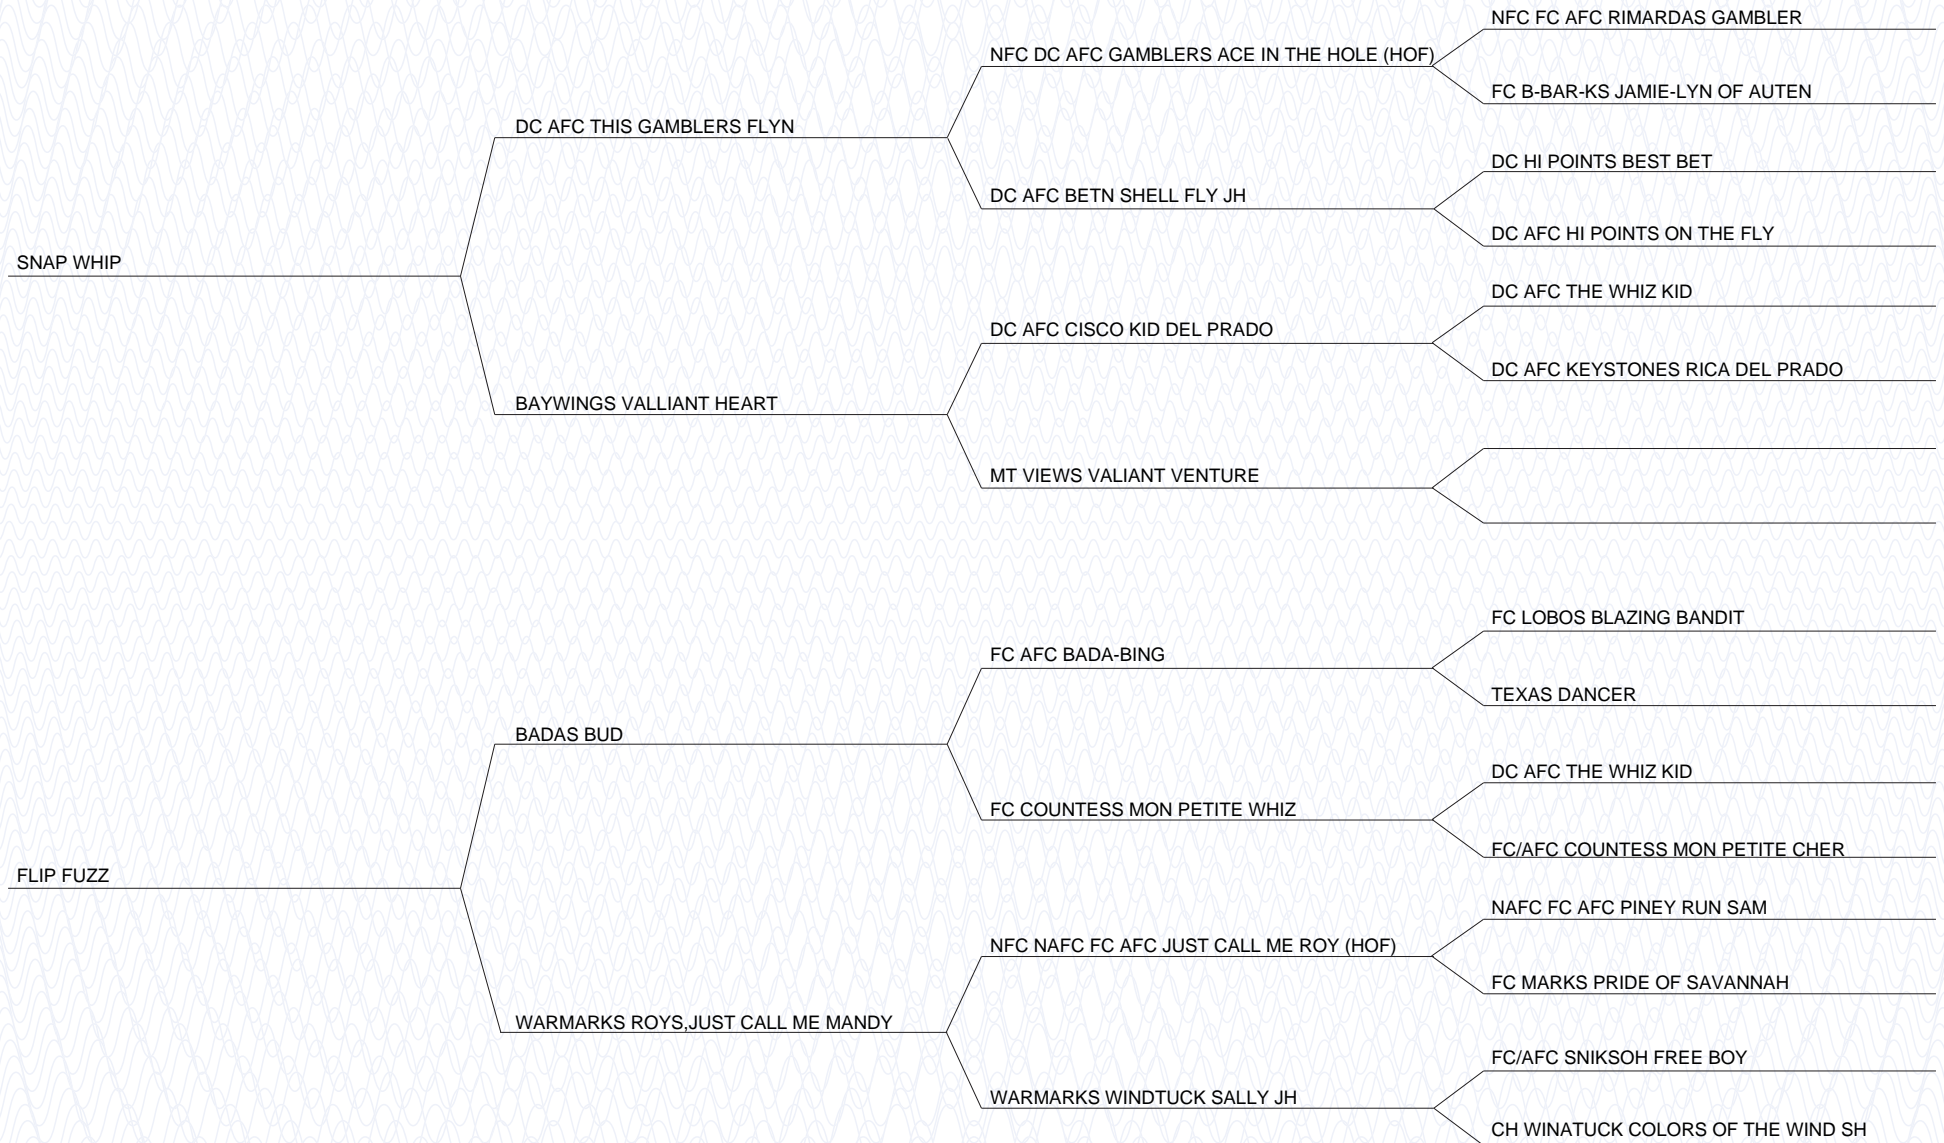 NFC FC AFC RIMARDAS GAMBLER
NFC DC AFC GAMBLERS ACE IN THE HOLE (HOF)
FC B-BAR-KS JAMIE-LYN OF AUTEN
DC AFC THIS GAMBLERS FLYN
DC HI POINTS BEST BET
DC AFC BETN SHELL FLY JH
DC AFC HI POINTS ON THE FLY
SNAP WHIP
DC AFC THE WHIZ KID
DC AFC CISCO KID DEL PRADO
DC AFC KEYSTONES RICA DEL PRADO
BAYWINGS VALLIANT HEART
MT VIEWS VALIANT VENTURE
FC LOBOS BLAZING BANDIT
FC AFC BADA-BING
TEXAS DANCER
BADAS BUD
DC AFC THE WHIZ KID
FC COUNTESS MON PETITE WHIZ
FC/AFC COUNTESS MON PETITE CHER
FLIP FUZZ
NAFC FC AFC PINEY RUN SAM
NFC NAFC FC AFC JUST CALL ME ROY (HOF)
FC MARKS PRIDE OF SAVANNAH
WARMARKS ROYS,JUST CALL ME MANDY
FC/AFC SNIKSOH FREE BOY
WARMARKS WINDTUCK SALLY JH
CH WINATUCK COLORS OF THE WIND SH